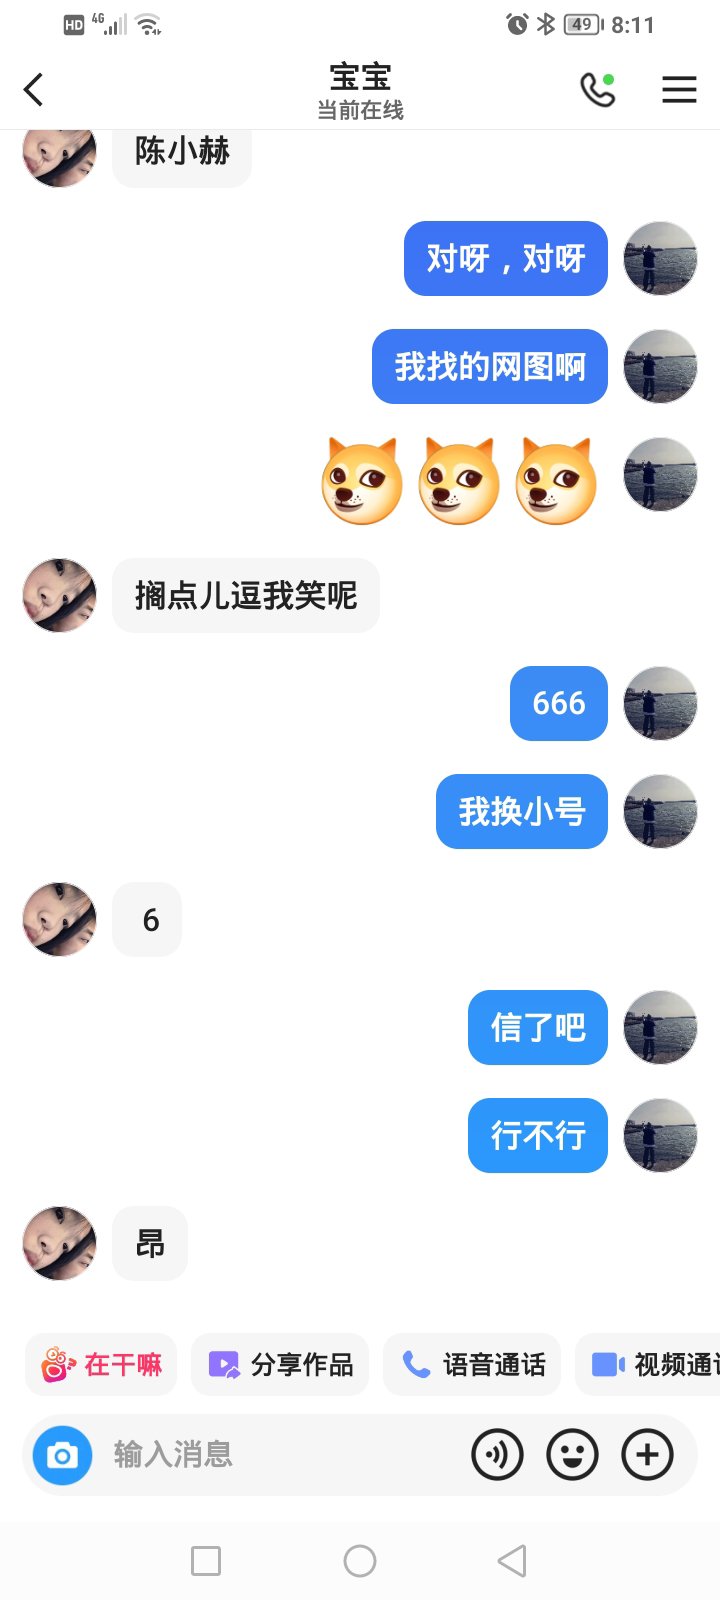 HD 4G 49 8:11
宝宝
当前在线
陈小赫
对呀，对呀
我找的网图啊
搁点儿逗我笑呢
666
我换小号
6
信了吧
行不行
昂
在干嘛 分享作品 语音通话 视频通
输入消息